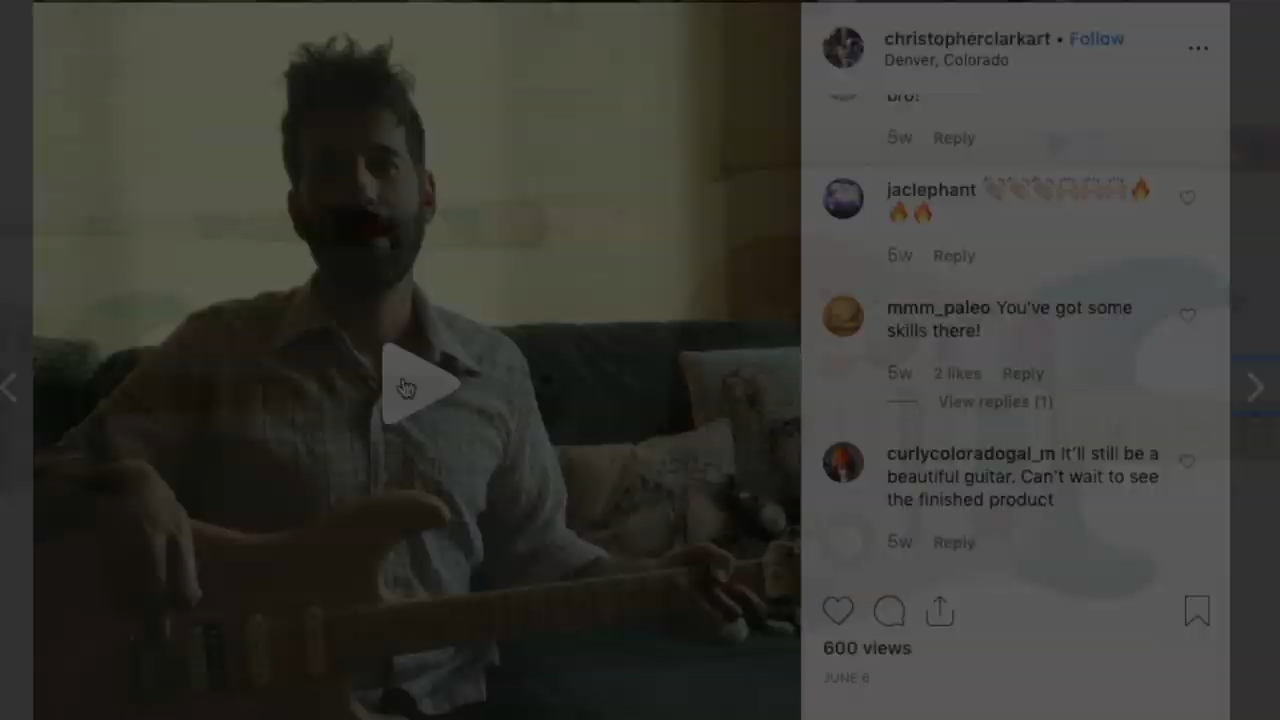 christopherclarkart • Follow
Denver, Colorado
bro!
5w Reply
jaclephant 👏🏼👏🏼👏🏼🙌🏼🙌🏼🙌🏼🔥
🔥🔥
5w Reply
mmm_paleo You've got some
skills there!
5w 2 likes Reply
View replies (1)
curlycoloradogal_m It'll still be a
beautiful guitar. Can't wait to see
the finished product
5w Reply
600 views
JUNE 6